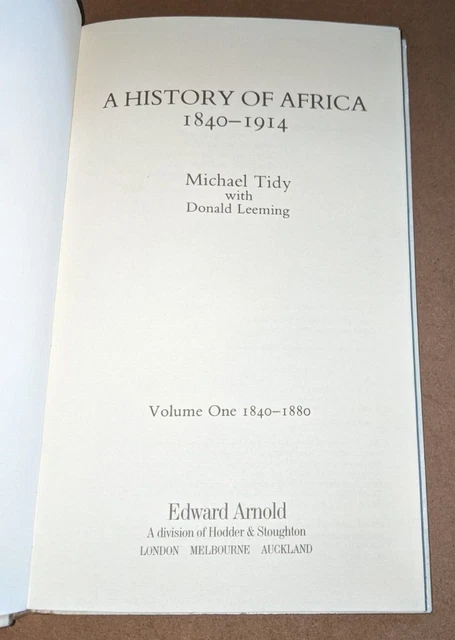 A HISTORY OF AFRICA
1840–1914
Michael Tidy
with
Donald Leeming
Volume One 1840–1880
Edward Arnold
A division of Hodder & Stoughton
LONDON MELBOURNE AUCKLAND